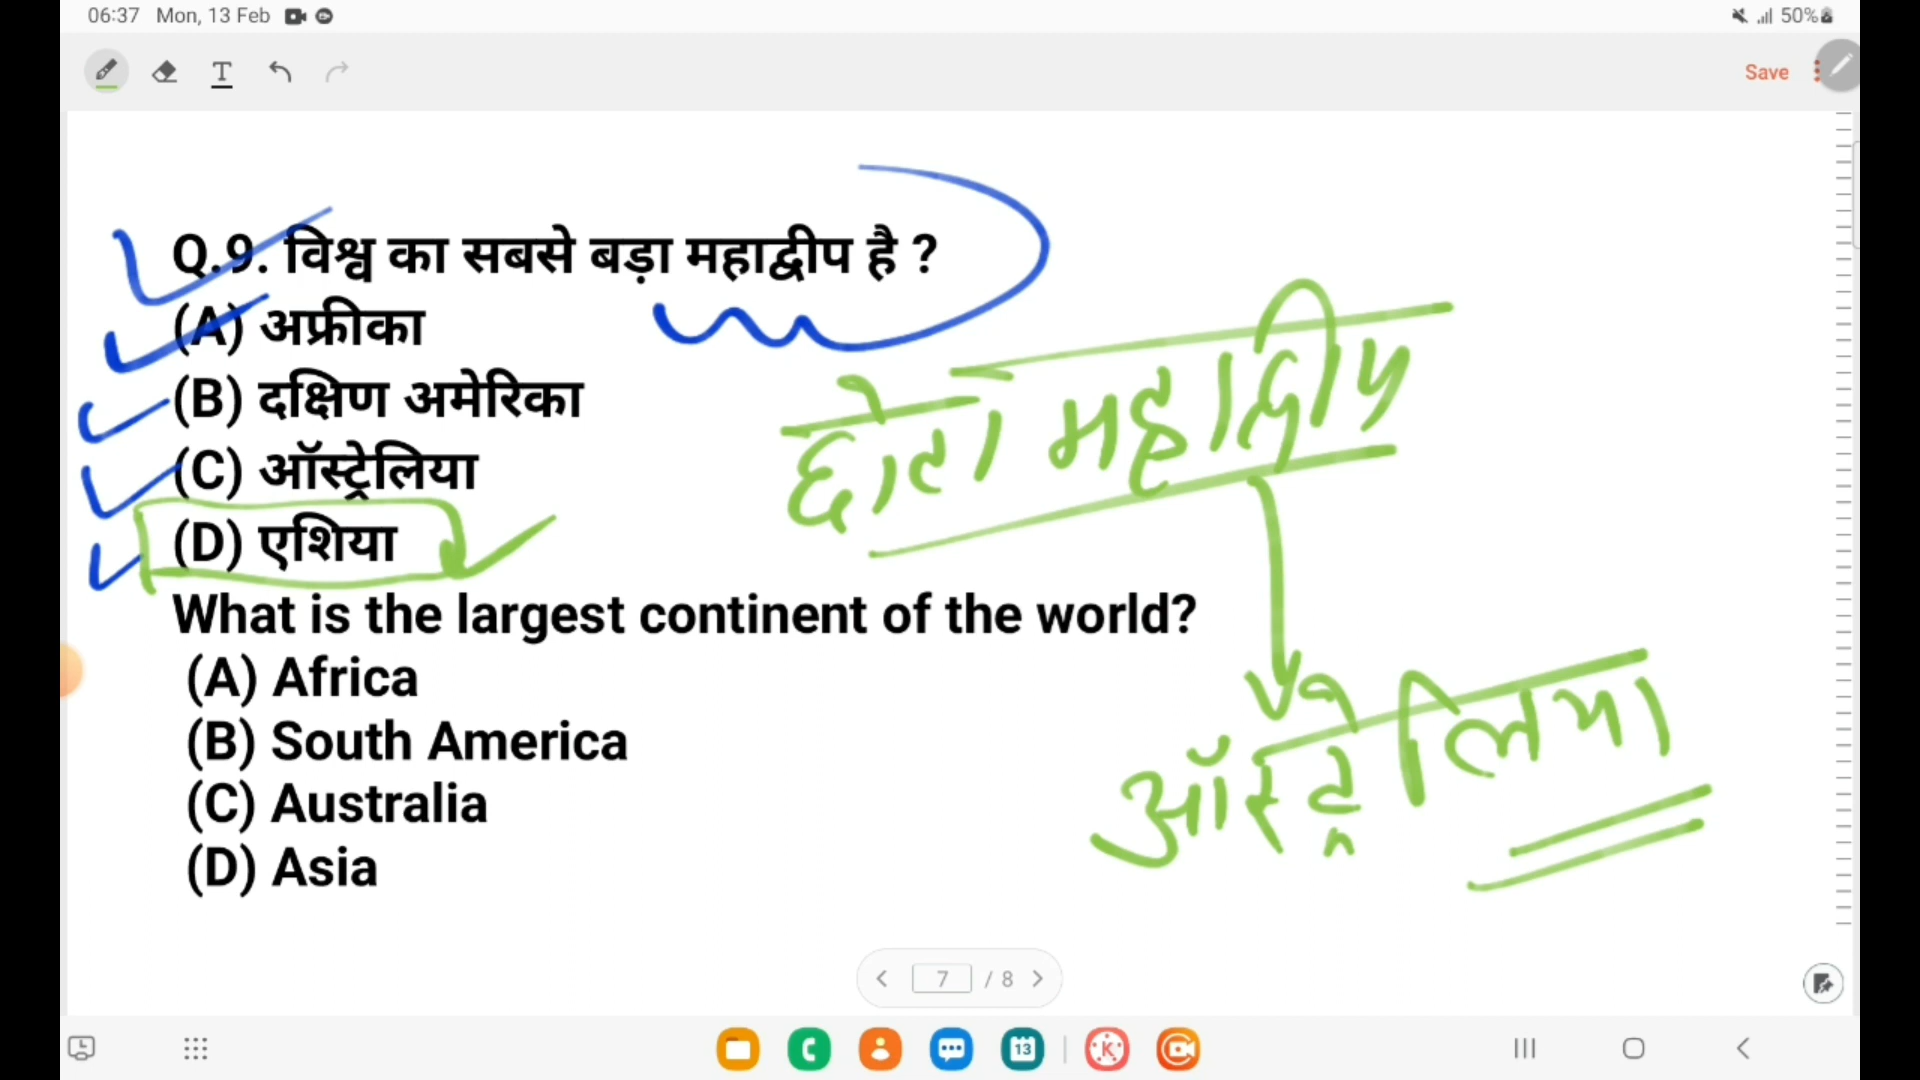 06:37 Mon, 13 Feb
50%
T
Save
Q.9. विश्व का सबसे बड़ा महाद्वीप है ?
(A) अफ्रीका
(B) दक्षिण अमेरिका
(C) ऑस्ट्रेलिया
(D) एशिया
छोटा महाद्वीप
What is the largest continent of the world?
(A) Africa
(B) South America
(C) Australia
(D) Asia
ऑस्ट्रेलिया
7 / 8
13
K